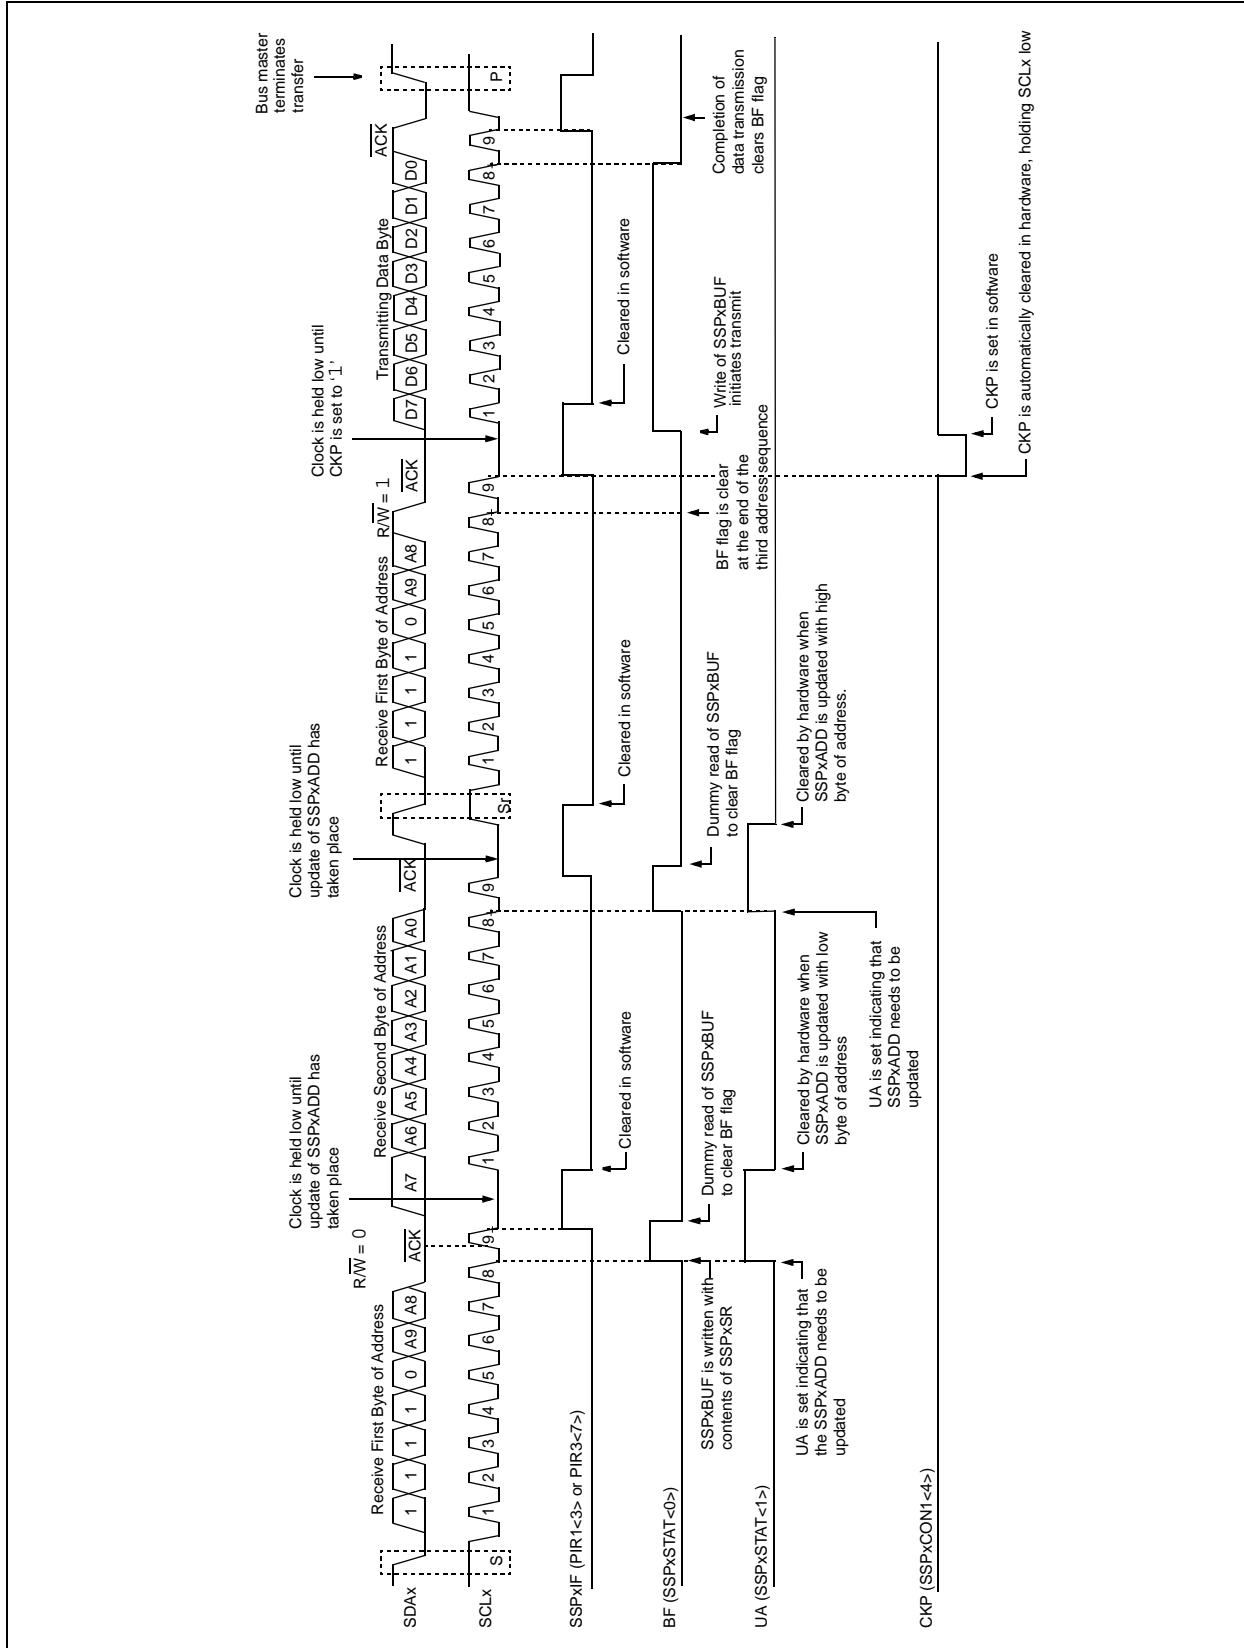 Bus master
terminates
transfer
Clock is held low until
update of SSPxADD has
taken place
Clock is held low until
update of SSPxADD has
taken place
Clock is held low until
CKP is set to ‘1’
R/W = 0
R/W = 1
Receive First Byte of Address
ACK
Receive Second Byte of Address
ACK
Receive First Byte of Address
ACK
Transmitting Data Byte
ACK
SDAx
1 1 1 1 0 A9 A8
A7 A6 A5 A4 A3 A2 A1 A0
1 1 1 1 0 A9 A8
D7 D6 D5 D4 D3 D2 D1 D0
SCLx
S 1 2 3 4 5 6 7 8 9
1 2 3 4 5 6 7 8 9
Sr 1 2 3 4 5 6 7 8 9
1 2 3 4 5 6 7 8 9 P
SSPxIF (PIR1<3> or PIR3<7>)
Cleared in software
Cleared in software
Cleared in software
BF (SSPxSTAT<0>)
SSPxBUF is written with
contents of SSPxSR
Dummy read of SSPxBUF
to clear BF flag
Dummy read of SSPxBUF
to clear BF flag
BF flag is clear
at the end of the
third address sequence
Write of SSPxBUF
initiates transmit
Completion of
data transmission
clears BF flag
UA (SSPxSTAT<1>)
UA is set indicating that
the SSPxADD needs to be
updated
Cleared by hardware when
SSPxADD is updated with low
byte of address
UA is set indicating that
SSPxADD needs to be
updated
Cleared by hardware when
SSPxADD is updated with high
byte of address.
CKP (SSPxCON1<4>)
CKP is set in software
CKP is automatically cleared in hardware, holding SCLx low